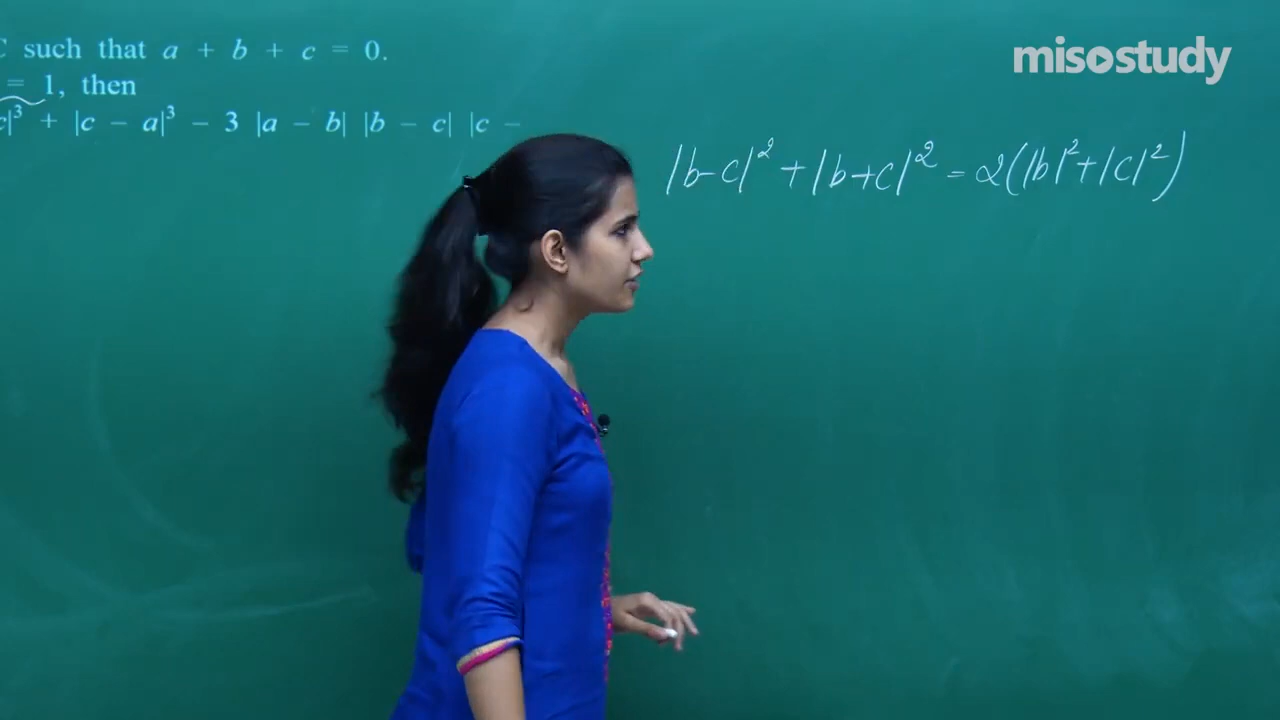 C such that a + b + c = 0.
= 1, then
c|³ + |c – a|³ – 3 |a – b| |b – c| |c –
misostudy
|b-c|² + |b+c|² = 2(|b|² + |c|²)